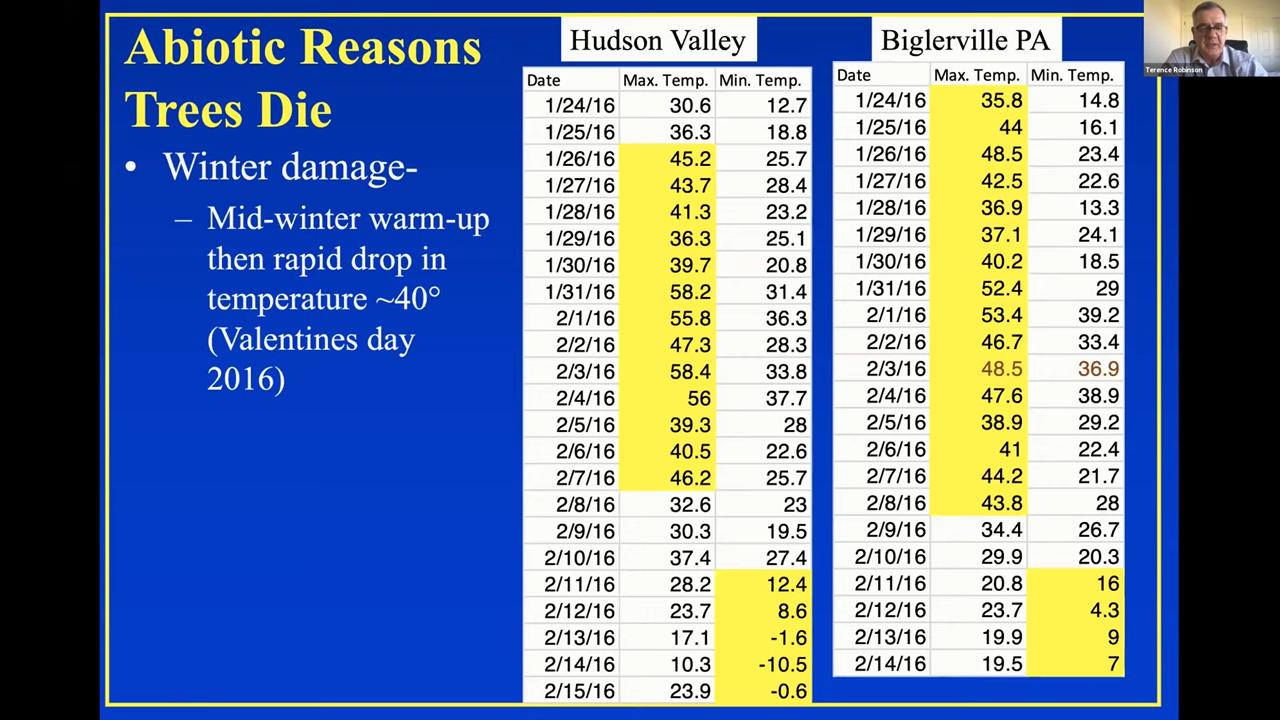 Abiotic Reasons
Trees Die
• Winter damage-
– Mid-winter warm-up
then rapid drop in
temperature ~40°
(Valentines day
2016)
Hudson Valley
Date Max. Temp. Min. Temp.
1/24/16 30.6 12.7
1/25/16 36.3 18.8
1/26/16 45.2 25.7
1/27/16 43.7 28.4
1/28/16 41.3 23.2
1/29/16 36.3 25.1
1/30/16 39.7 20.8
1/31/16 58.2 31.4
2/1/16 55.8 36.3
2/2/16 47.3 28.3
2/3/16 58.4 33.8
2/4/16 56 37.7
2/5/16 39.3 28
2/6/16 40.5 22.6
2/7/16 46.2 25.7
2/8/16 32.6 23
2/9/16 30.3 19.5
2/10/16 37.4 27.4
2/11/16 28.2 12.4
2/12/16 23.7 8.6
2/13/16 17.1 -1.6
2/14/16 10.3 -10.5
2/15/16 23.9 -0.6
Biglerville PA
Date Max. Temp. Min. Temp.
1/24/16 35.8 14.8
1/25/16 44 16.1
1/26/16 48.5 23.4
1/27/16 42.5 22.6
1/28/16 36.9 13.3
1/29/16 37.1 24.1
1/30/16 40.2 18.5
1/31/16 52.4 29
2/1/16 53.4 39.2
2/2/16 46.7 33.4
2/3/16 48.5 36.9
2/4/16 47.6 38.9
2/5/16 38.9 29.2
2/6/16 41 22.4
2/7/16 44.2 21.7
2/8/16 43.8 28
2/9/16 34.4 26.7
2/10/16 29.9 20.3
2/11/16 20.8 16
2/12/16 23.7 4.3
2/13/16 19.9 9
2/14/16 19.5 7
Terence Robinson